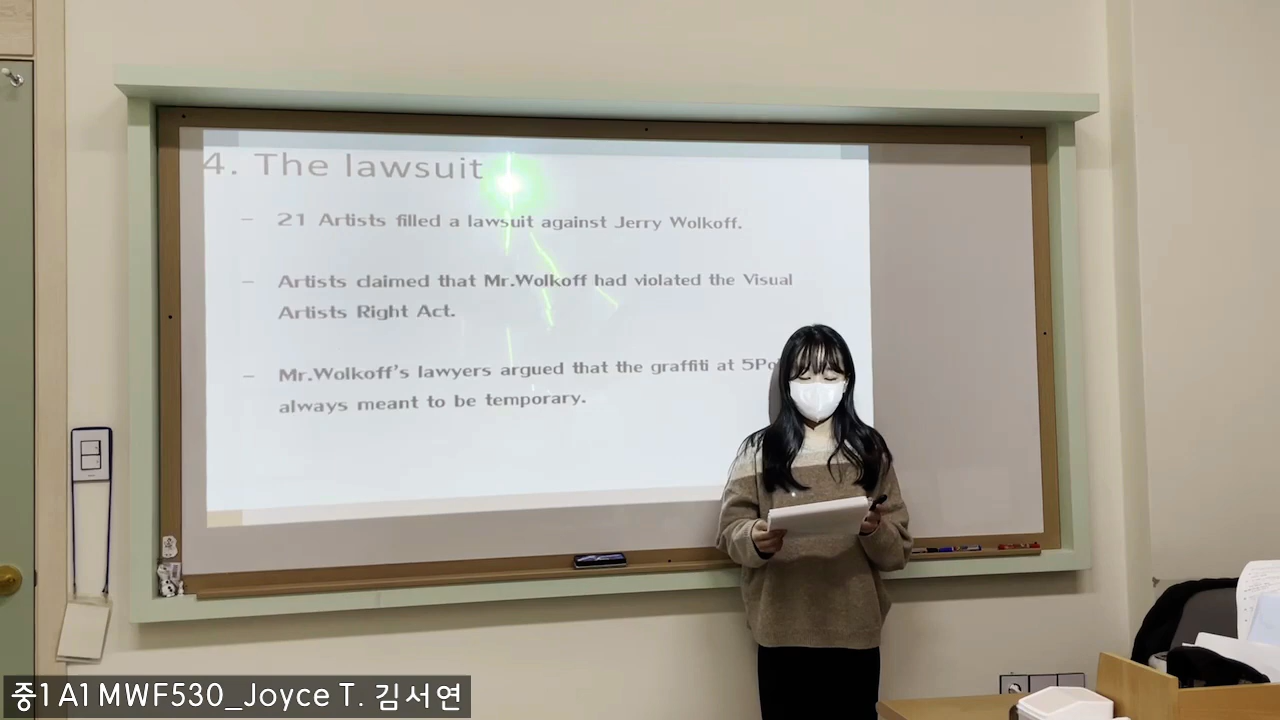 4. The lawsuit
– 21 Artists filled a lawsuit against Jerry Wolkoff.
– Artists claimed that Mr.Wolkoff had violated the Visual
Artists Right Act.
– Mr.Wolkoff's lawyers argued that the graffiti at
always meant to be temporary.
중1 A1 MWF530_Joyce T. 김서연